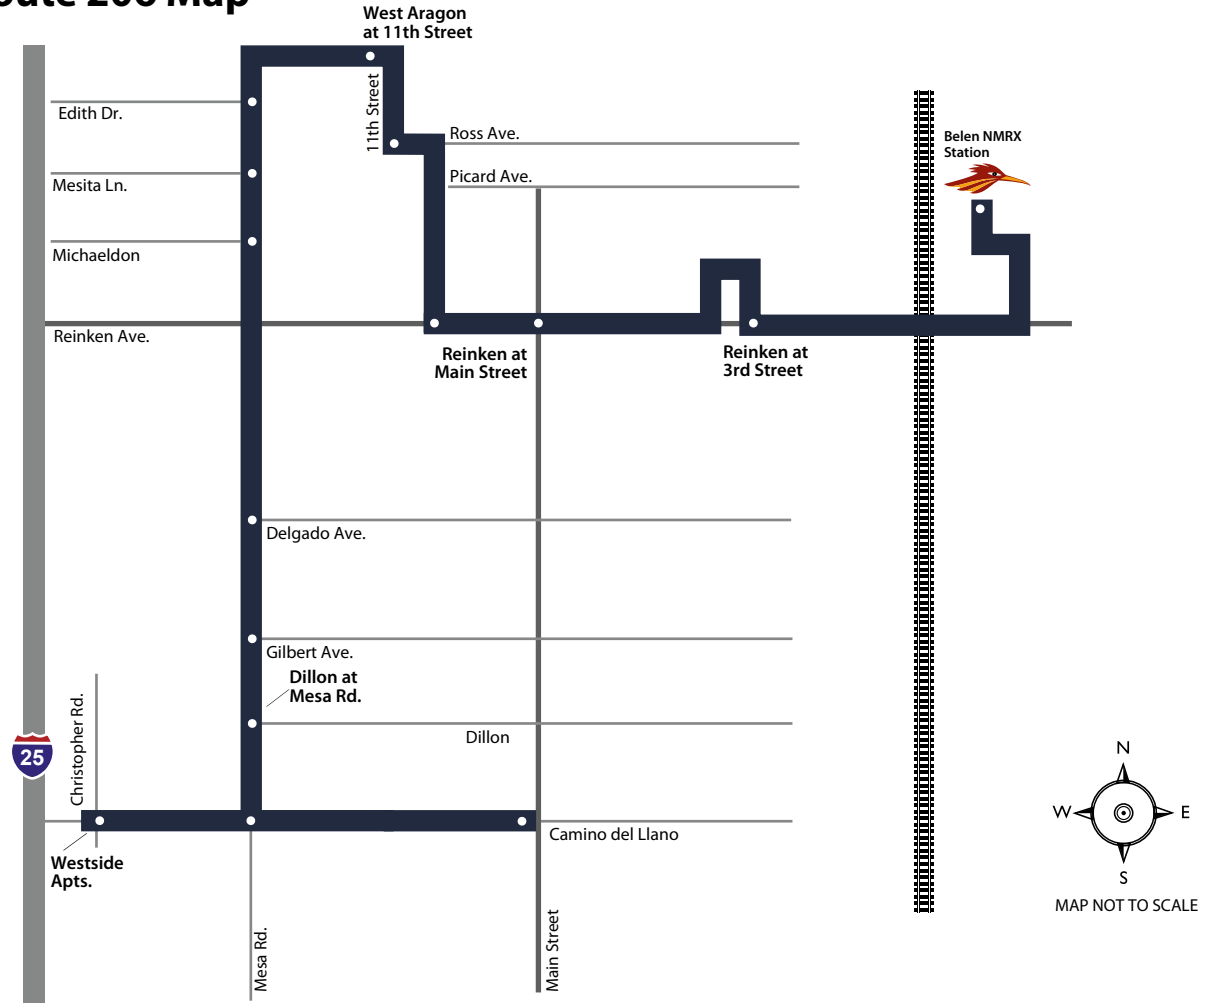 Map
West Aragon
at 11th Street
Edith Dr.
11th Street
Ross Ave.
Belen NMRX
Station
Mesita Ln.
Picard Ave.
Michaeldon
Reinken Ave.
Reinken at
Main Street
Reinken at
3rd Street
Delgado Ave.
Gilbert Ave.
Dillon at
Mesa Rd.
Christopher Rd.
Dillon
25
N
W
E
S
Camino del Llano
Westside
Apts.
MAP NOT TO SCALE
Mesa Rd.
Main Street